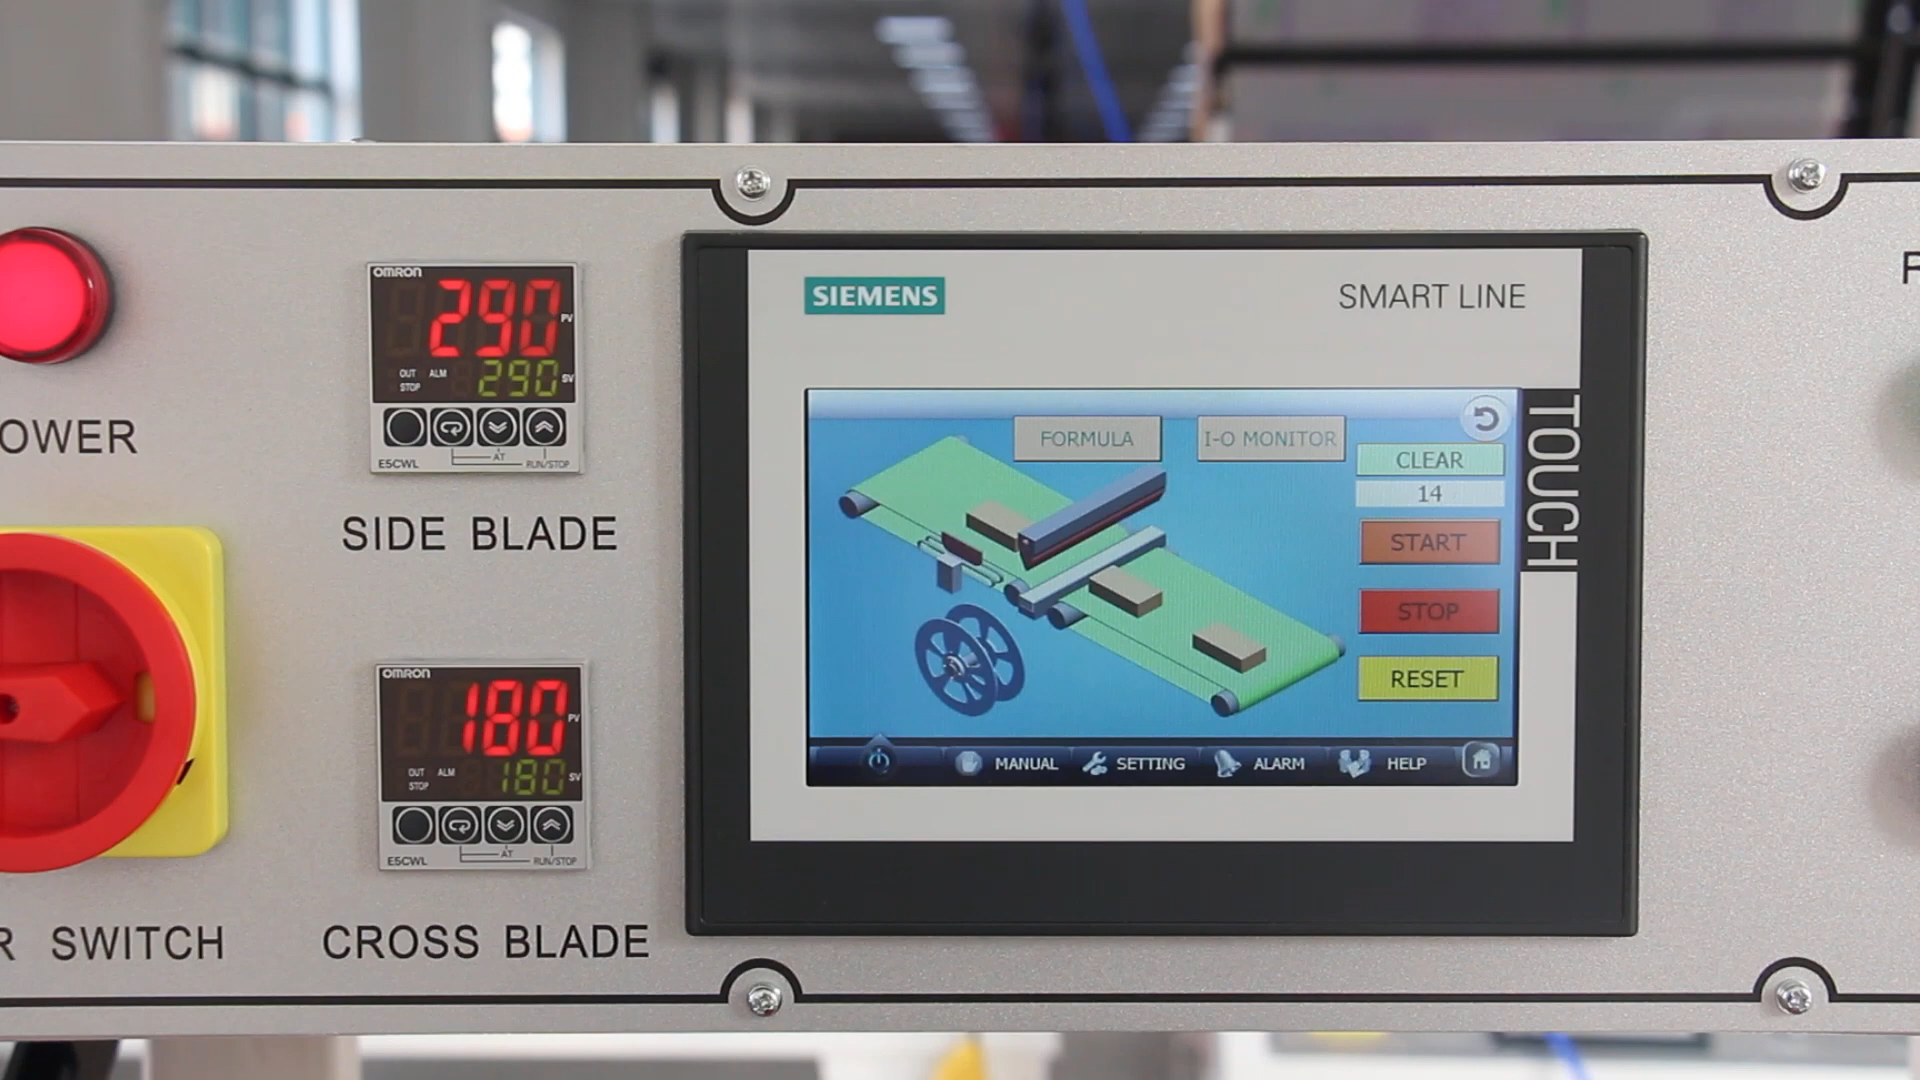 OMRON
290
PV
OUT ALM
290
SV
STOP
AT
E5CWL
RUN/STOP
SIDE BLADE
OWER
OMRON
180
PV
OUT ALM
180
SV
STOP
AT
E5CWL
RUN/STOP
R SWITCH
CROSS BLADE
SIEMENS
SMART LINE
TOUCH
FORMULA
I-O MONITOR
CLEAR
14
START
STOP
RESET
MANUAL
SETTING
ALARM
HELP